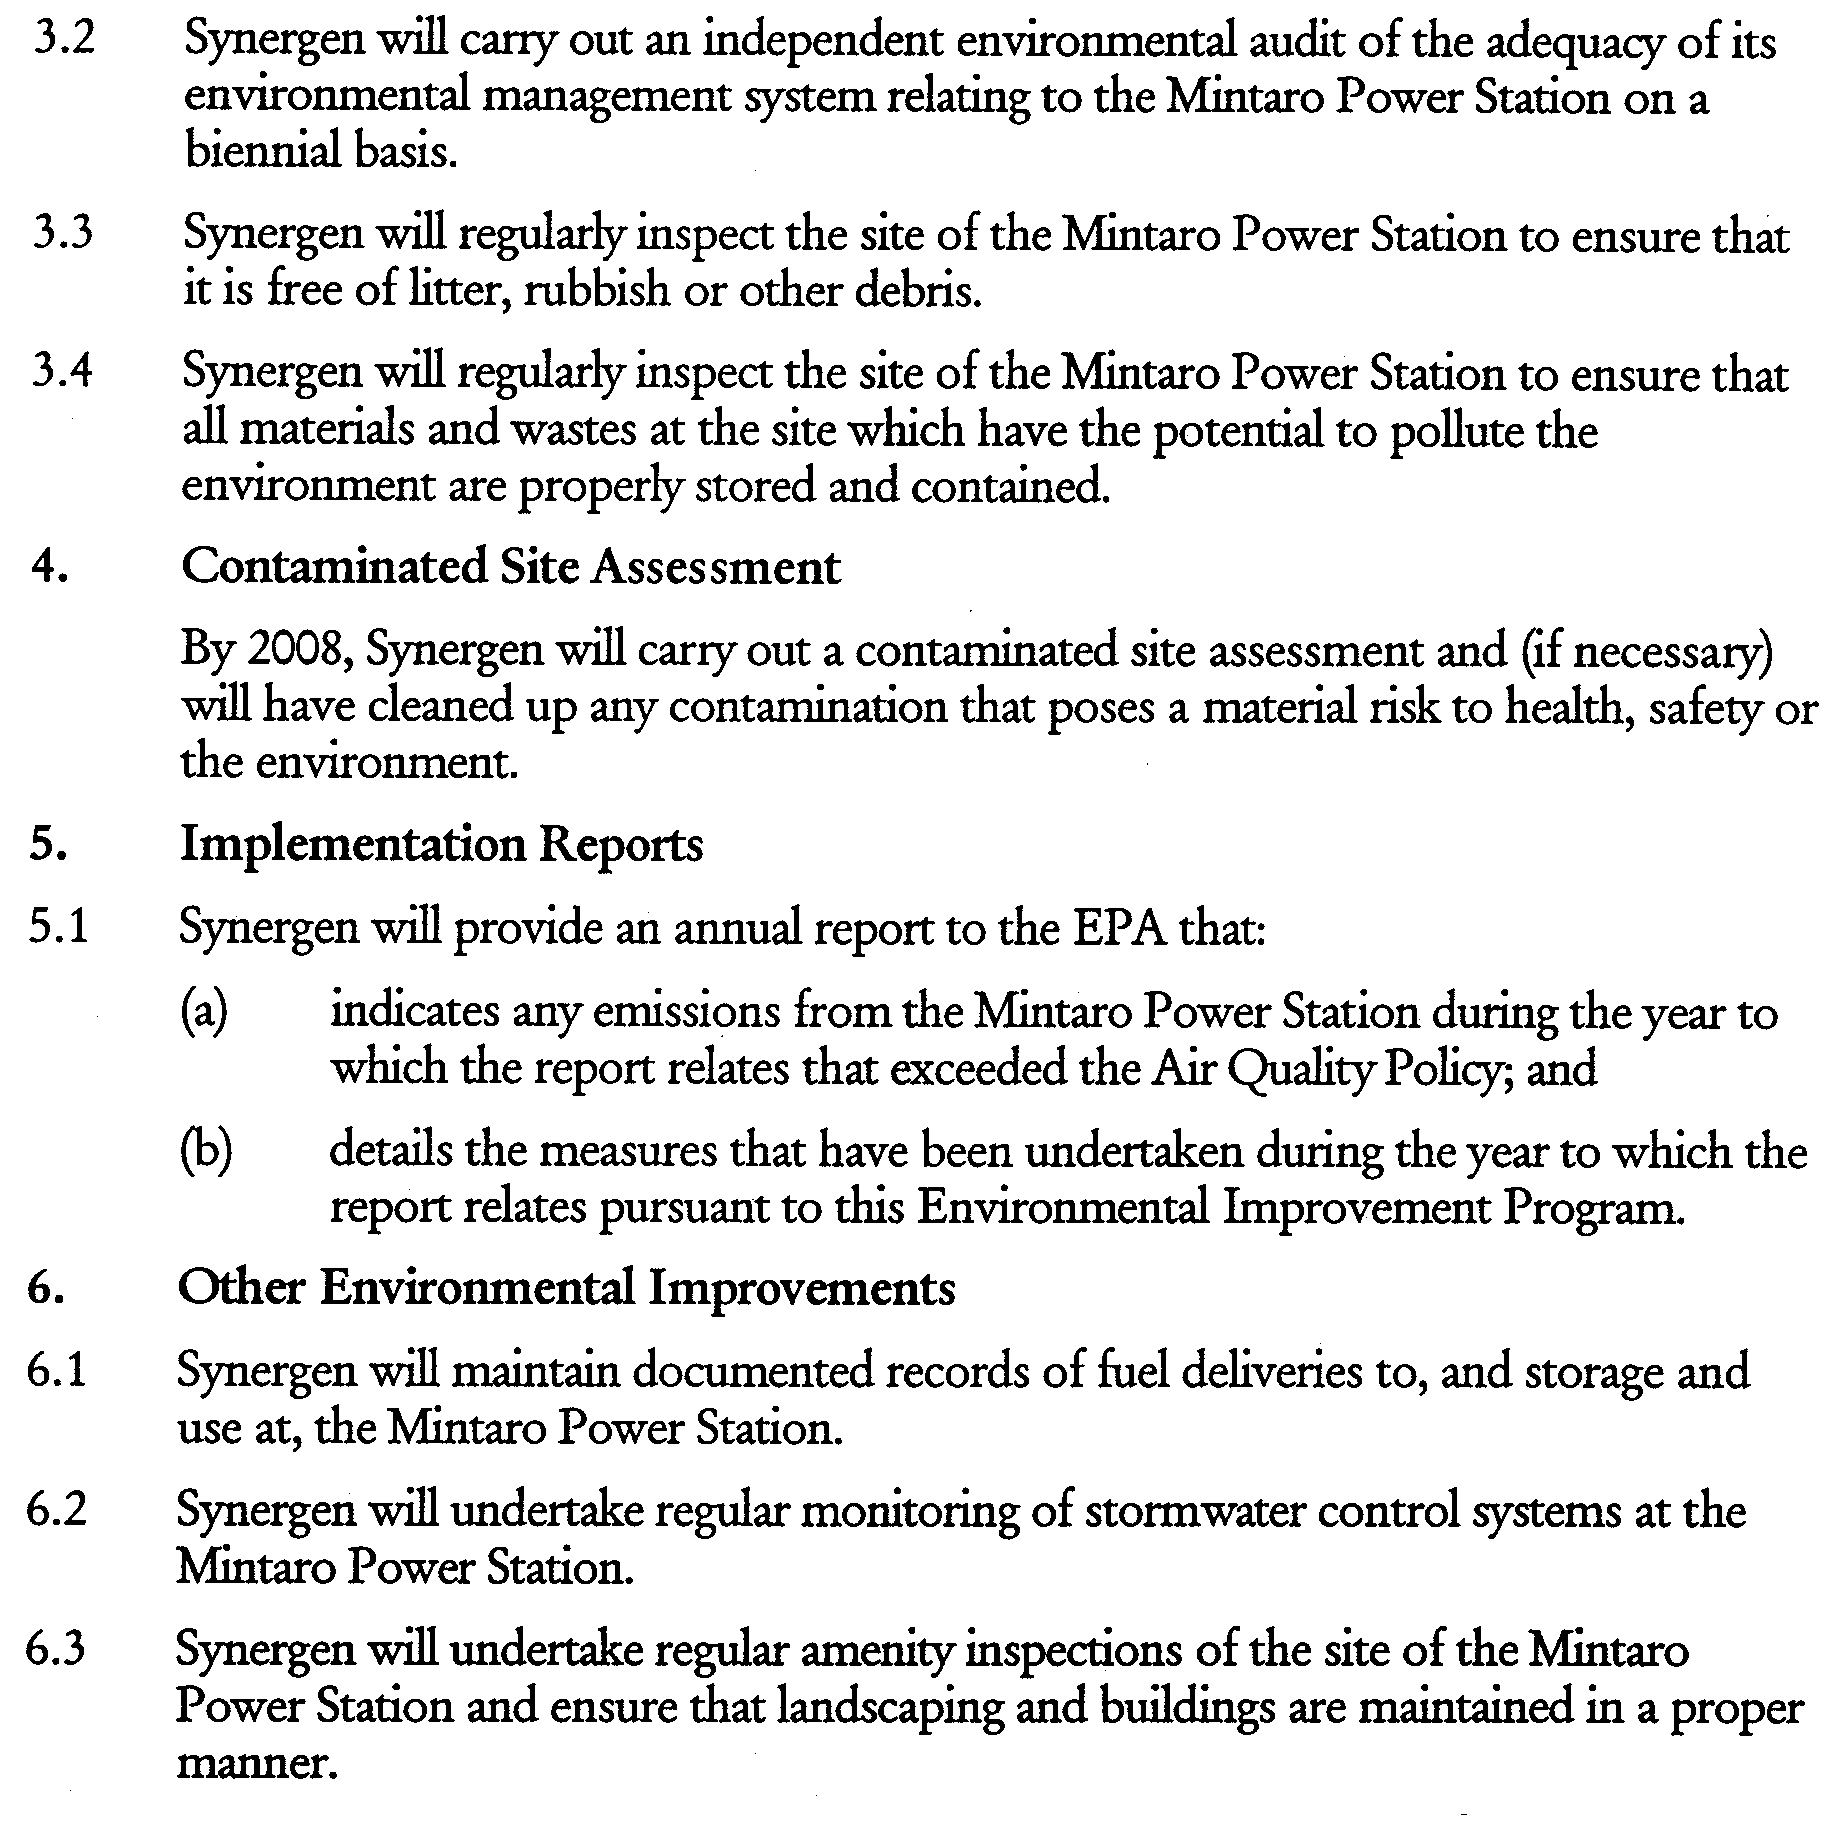 3.2 Synergen will carry out an independent environmental audit of the adequacy of its
environmental management system relating to the Mintaro Power Station on a
biennial basis.
3.3 Synergen will regularly inspect the site of the Mintaro Power Station to ensure that
it is free of litter, rubbish or other debris.
3.4 Synergen will regularly inspect the site of the Mintaro Power Station to ensure that
all materials and wastes at the site which have the potential to pollute the
environment are properly stored and contained.
4. Contaminated Site Assessment
By 2008, Synergen will carry out a contaminated site assessment and (if necessary)
will have cleaned up any contamination that poses a material risk to health, safety or
the environment.
5. Implementation Reports
5.1 Synergen will provide an annual report to the EPA that:
(a) indicates any emissions from the Mintaro Power Station during the year to
which the report relates that exceeded the Air Quality Policy; and
(b) details the measures that have been undertaken during the year to which the
report relates pursuant to this Environmental Improvement Program.
6. Other Environmental Improvements
6.1 Synergen will maintain documented records of fuel deliveries to, and storage and
use at, the Mintaro Power Station.
6.2 Synergen will undertake regular monitoring of stormwater control systems at the
Mintaro Power Station.
6.3 Synergen will undertake regular amenity inspections of the site of the Mintaro
Power Station and ensure that landscaping and buildings are maintained in a proper
manner.